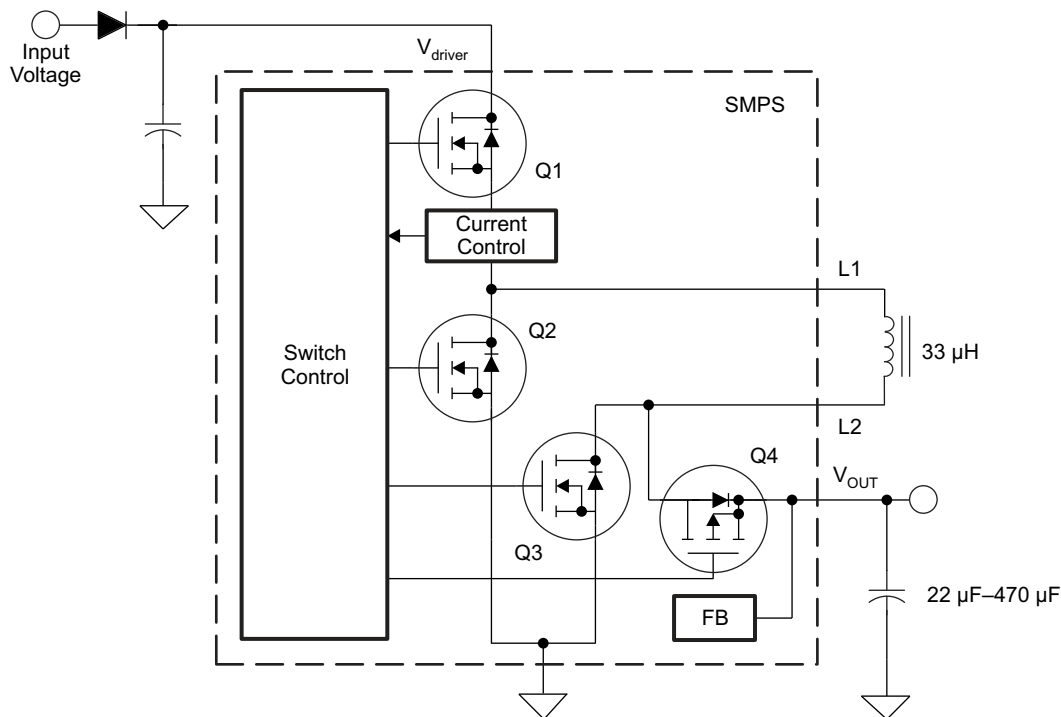 Input
Voltage
V_driver
SMPS
Q1
Current
Control
L1
Q2
Switch
Control
33 µH
L2
Q4
V_OUT
Q3
FB
22 µF–470 µF